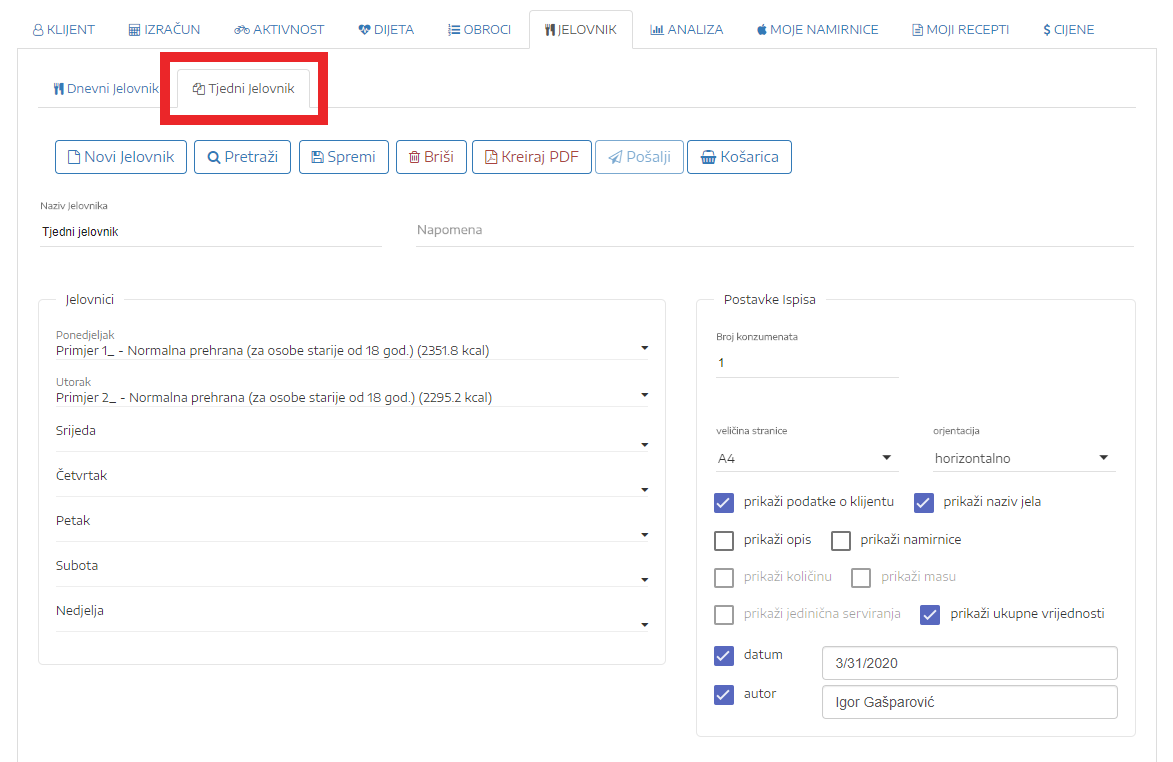 KLIJENT IZRAČUN AKTIVNOST DIJETA OBROCI JELOVNIK ANALIZA MOJE NAMIRNICE MOJI RECEPTI $ CIJENE
Dnevni Jelovnik Tjedni Jelovnik
Novi Jelovnik Pretraži Spremi Briši Kreiraj PDF Pošalji Košarica
Naziv Jelovnika
Tjedni jelovnik
Napomena
Jelovnici
Ponedjeljak
Primjer 1_ - Normalna prehrana (za osobe starije od 18 god.) (2351.8 kcal)
Utorak
Primjer 2_ - Normalna prehrana (za osobe starije od 18 god.) (2295.2 kcal)
Srijeda
Četvrtak
Petak
Subota
Nedjelja
Postavke Ispisa
Broj konzumenata
1
veličina stranice orjentacija
A4 horizontalno
prikaži podatke o klijentu prikaži naziv jela
prikaži opis prikaži namirnice
prikaži količinu prikaži masu
prikaži jedinična serviranja prikaži ukupne vrijednosti
datum 3/31/2020
autor Igor Gašparović